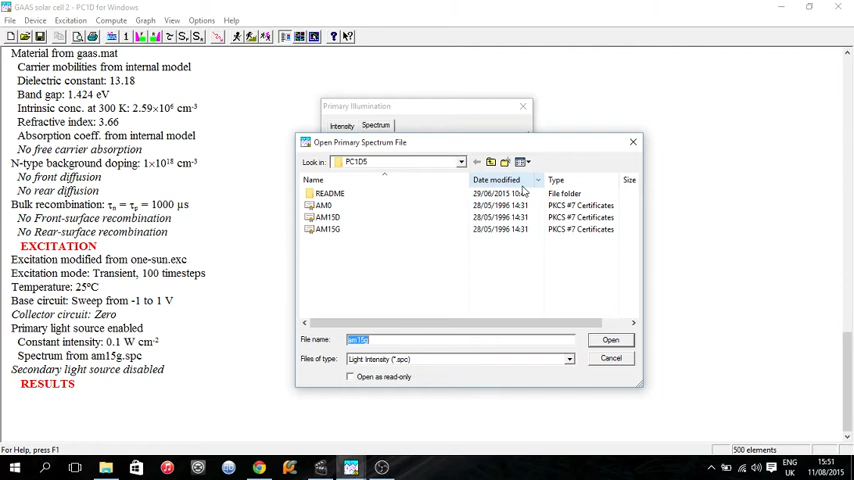 GAAS solar cell 2 - PC1D for Windows
File Device Excitation Compute Graph View Options Help
Material from gaas.mat
Carrier mobilities from internal model
Dielectric constant: 13.18
Band gap: 1.424 eV
Intrinsic conc. at 300 K: 2.59×10⁶ cm⁻³
Refractive index: 3.66
Absorption coeff. from internal model
No free carrier absorption
N-type background doping: 1×10¹⁸ cm⁻³
No front diffusion
No rear diffusion
Bulk recombination: τn = τp = 1000 µs
No Front-surface recombination
No Rear-surface recombination
EXCITATION
Excitation modified from one-sun.exc
Excitation mode: Transient, 100 timesteps
Temperature: 25°C
Base circuit: Sweep from -1 to 1 V
Collector circuit: Zero
Primary light source enabled
Constant intensity: 0.1 W cm⁻²
Spectrum from am15g.spc
Secondary light source disabled
RESULTS
Primary Illumination
Intensity Spectrum
Open Primary Spectrum File
Look in: PC1D5
Name Date modified Type Size
README 29/06/2015 File folder
AM0 28/05/1996 14:31 PKCS #7 Certificates
AM15D 28/05/1996 14:31 PKCS #7 Certificates
AM15G 28/05/1996 14:31 PKCS #7 Certificates
File name: am15g Open
Files of type: Light Intensity (*.spc) Cancel
Open as read-only
For Help, press F1 500 elements
ENG 15:51
UK 11/08/2015